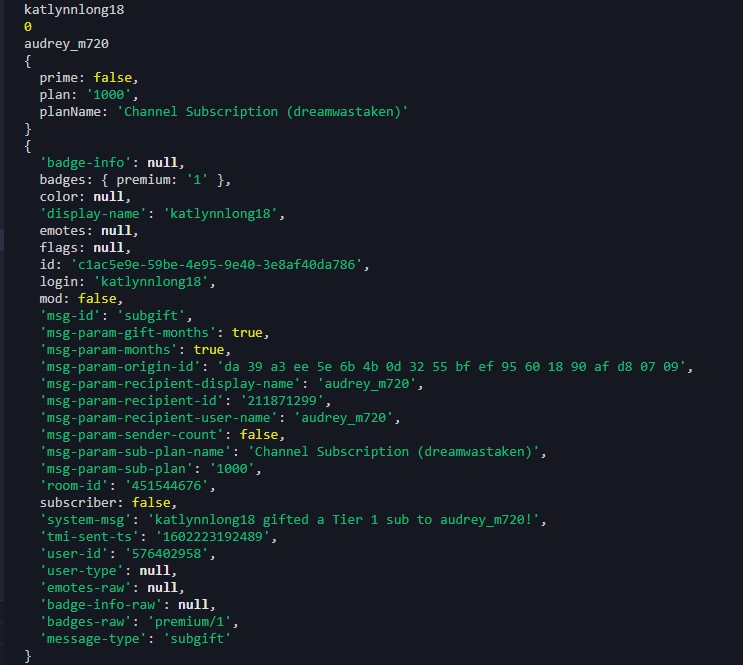 katlynnlong18
0
audrey_m720
{
  prime: false,
  plan: '1000',
  planName: 'Channel Subscription (dreamwastaken)'
}
{
  'badge-info': null,
  badges: { premium: '1' },
  color: null,
  'display-name': 'katlynnlong18',
  emotes: null,
  flags: null,
  id: 'c1ac5e9e-59be-4e95-9e40-3e8af40da786',
  login: 'katlynnlong18',
  mod: false,
  'msg-id': 'subgift',
  'msg-param-gift-months': true,
  'msg-param-months': true,
  'msg-param-origin-id': 'da 39 a3 ee 5e 6b 4b 0d 32 55 bf ef 95 60 18 90 af d8 07 09',
  'msg-param-recipient-display-name': 'audrey_m720',
  'msg-param-recipient-id': '211871299',
  'msg-param-recipient-user-name': 'audrey_m720',
  'msg-param-sender-count': false,
  'msg-param-sub-plan-name': 'Channel Subscription (dreamwastaken)',
  'msg-param-sub-plan': '1000',
  'room-id': '451544676',
  subscriber: false,
  'system-msg': 'katlynnlong18 gifted a Tier 1 sub to audrey_m720!',
  'tmi-sent-ts': '1602223192489',
  'user-id': '576402958',
  'user-type': null,
  'emotes-raw': null,
  'badge-info-raw': null,
  'badges-raw': 'premium/1',
  'message-type': 'subgift'
}